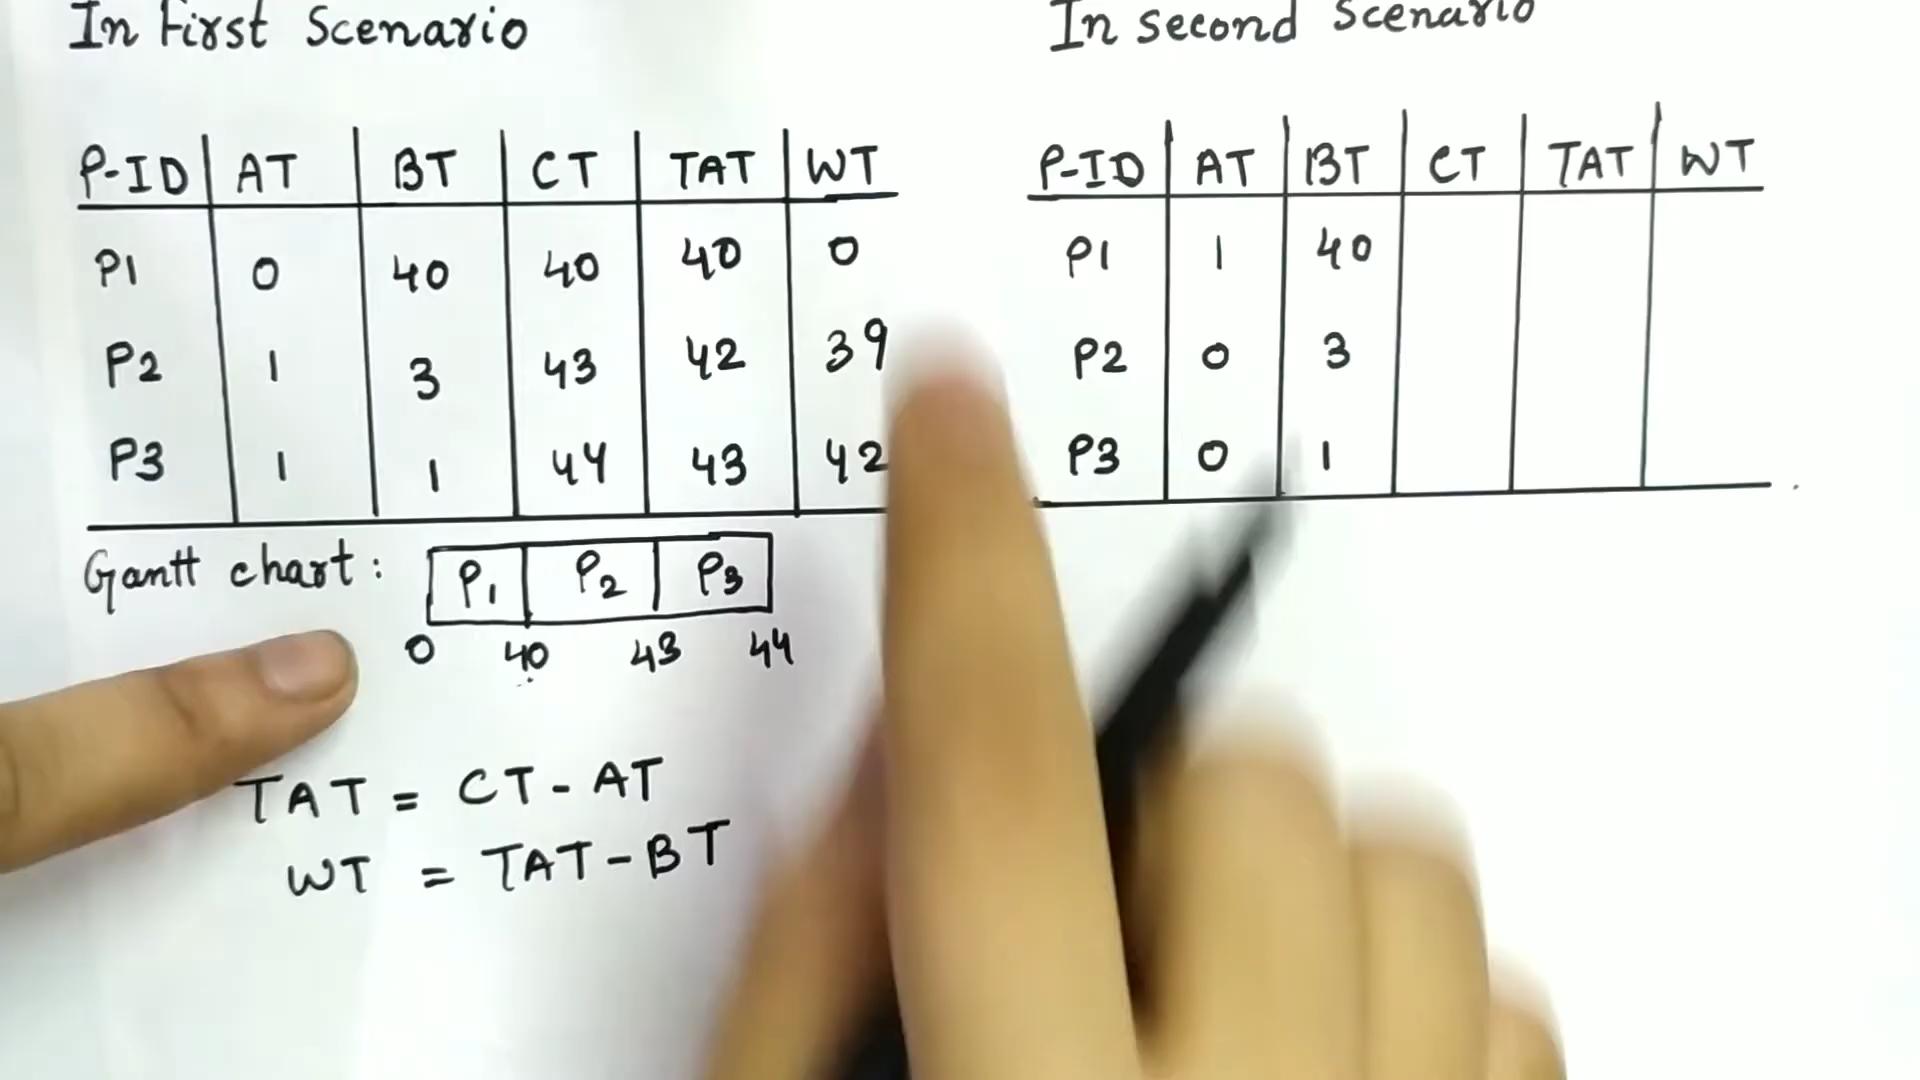 In First Scenario
P-ID AT BT CT TAT WT
P1 0 40 40 40 0
P2 1 3 43 42 39
P3 1 1 44 43 42
Gantt chart: P1 P2 P3
0 40 43 44
TAT = CT - AT
WT = TAT - BT
In second Scenario
P-ID AT BT CT TAT WT
P1 1 40
P2 0 3
P3 0 1